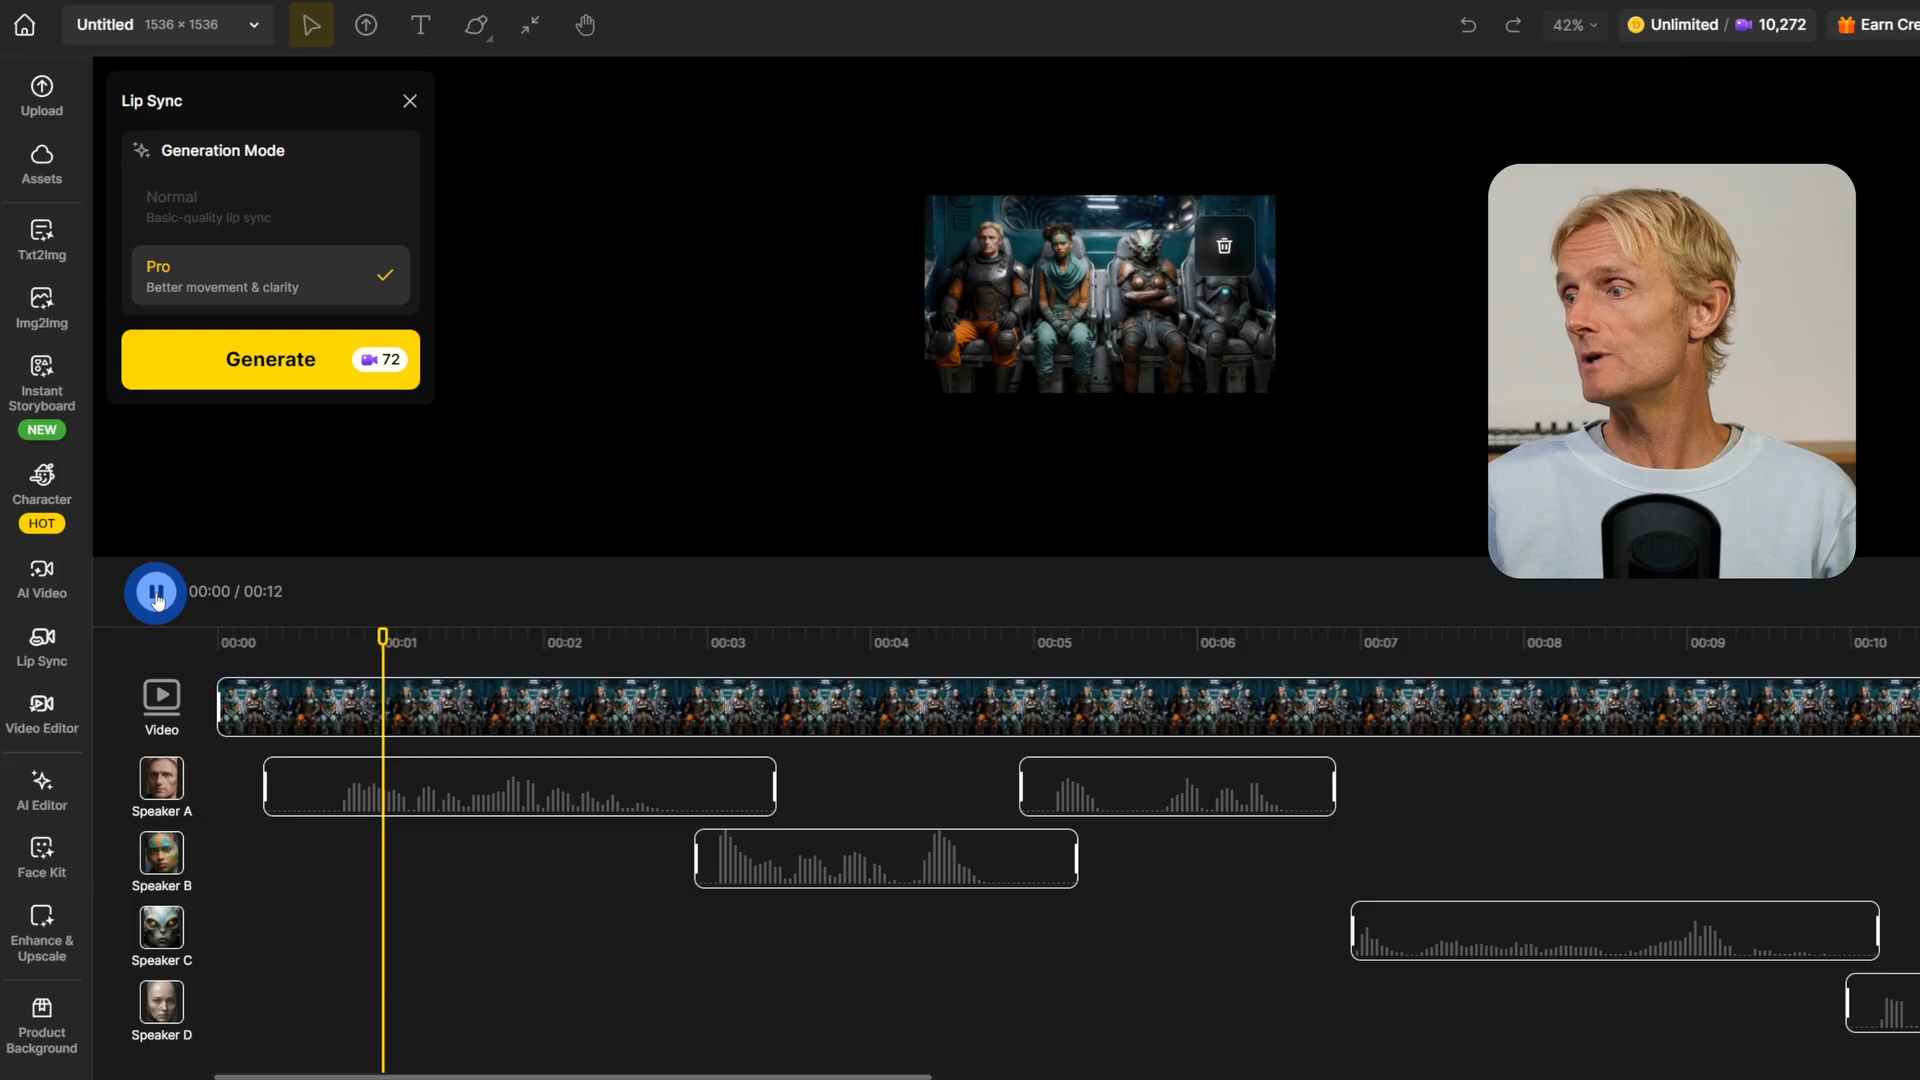 Untitled 1536 × 1536
42%
Unlimited / 10,272
Earn Cre
Upload
Assets
Txt2Img
Img2Img
Instant
Storyboard
NEW
Character
HOT
AI Video
Lip Sync
Video Editor
AI Editor
Face Kit
Enhance &
Upscale
Product
Background
Lip Sync
Generation Mode
Normal
Basic-quality lip sync
Pro
Better movement & clarity
Generate 72
00:00 / 00:12
00:00 00:01 00:02 00:03 00:04 00:05 00:06 00:07 00:08 00:09 00:10
Video
Speaker A
Speaker B
Speaker C
Speaker D